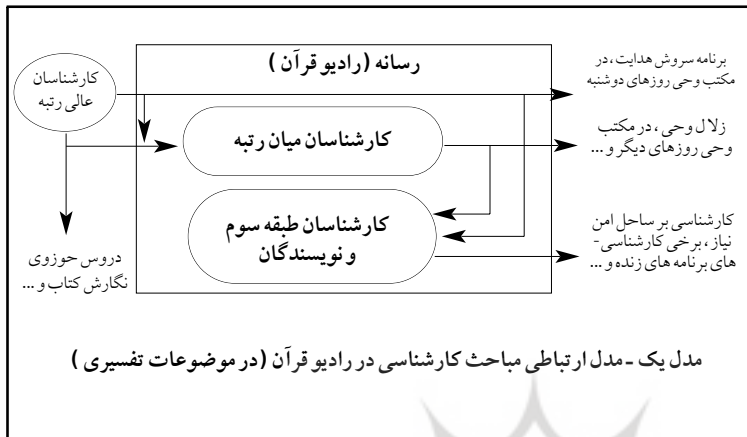 رسانه (رادیو قرآن )
کارشناسان
عالی رتبه
برنامه سروش هدایت، در
مکتب وحی روزهای دوشنبه
کارشناسان میان رتبه
زلال وحی ، در مکتب
وحی روزهای دیگر و ...
کارشناسان طبقه سوم
و نویسندگان
کارشناسی بر ساحل امن
نیاز ، برخی کارشناسی-
های برنامه های زنده و ...
دروس حوزوی
نگارش کتاب و ...
مدل یک - مدل ارتباطی مباحث کارشناسی در رادیو قرآن (در موضوعات تفسیری )